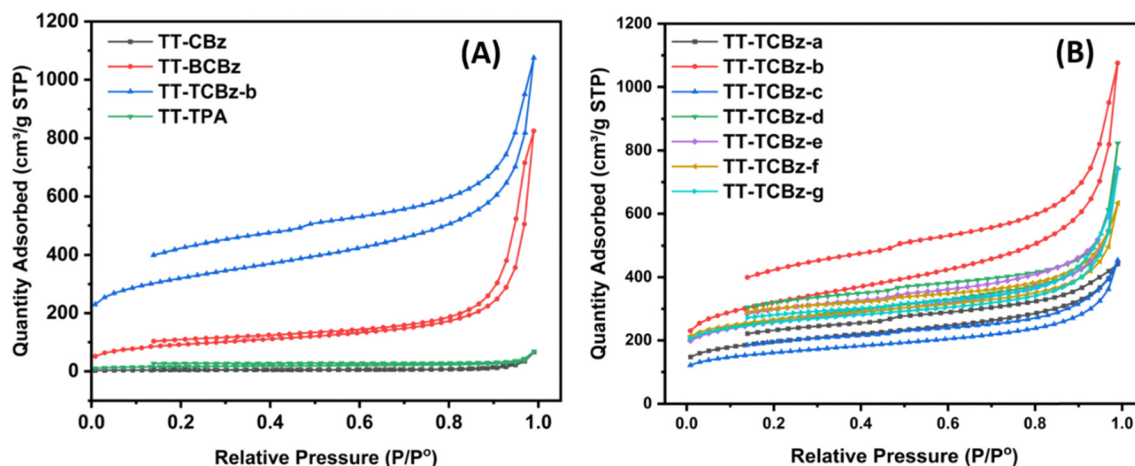 (A)
TT-CBz
TT-BCBz
TT-TCBz-b
TT-TPA
Quantity Adsorbed (cm³/g STP)
1200
1000
800
600
400
200
0
0.0 0.2 0.4 0.6 0.8 1.0
Relative Pressure (P/Pº)
(B)
TT-TCBz-a
TT-TCBz-b
TT-TCBz-c
TT-TCBz-d
TT-TCBz-e
TT-TCBz-f
TT-TCBz-g
Quantity Adsorbed (cm³/g STP)
1200
1000
800
600
400
200
0
0.0 0.2 0.4 0.6 0.8 1.0
Relative Pressure (P/Pº)